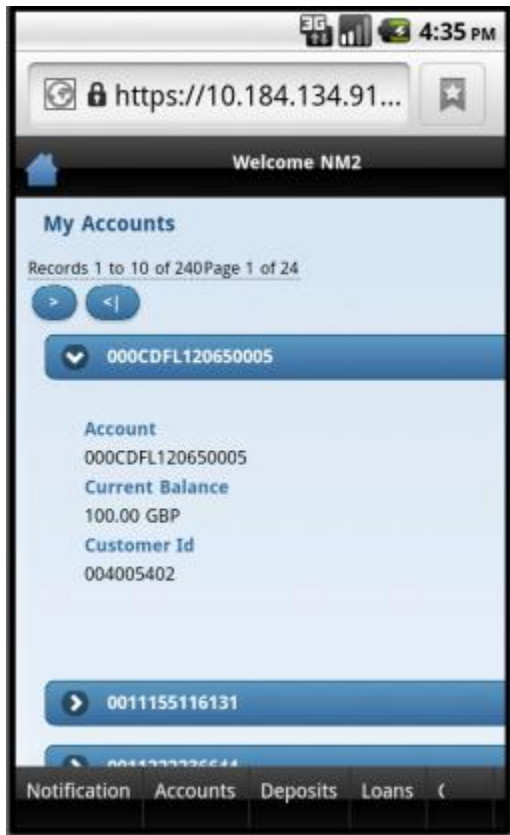 3G 4:35 PM
https://10.184.134.91...
Welcome NM2
My Accounts
Records 1 to 10 of 240Page 1 of 24
> <|
000CDFL120650005
Account
000CDFL120650005
Current Balance
100.00 GBP
Customer Id
004005402
0011155116131
Notification Accounts Deposits Loans